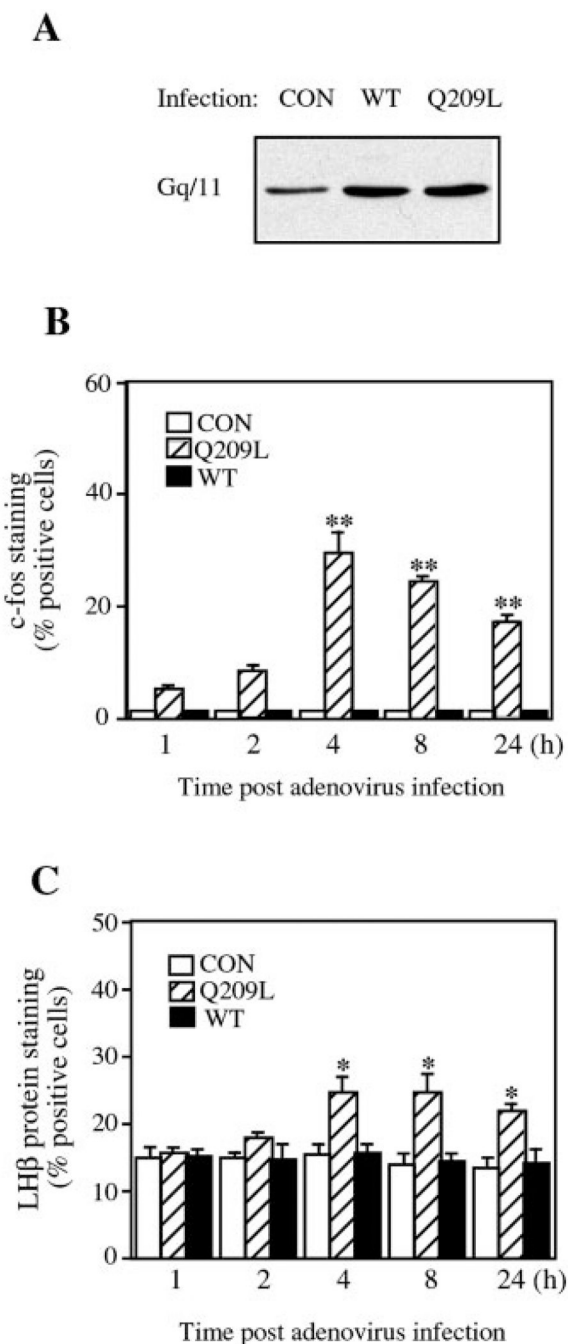 A
Infection: CON WT Q209L
Gq/11
B
60
40
20
0
c-fos staining
(% positive cells)
CON
Q209L
WT
** ** **
1 2 4 8 24 (h)
Time post adenovirus infection
C
50
40
30
20
10
0
LHβ protein staining
(% positive cells)
CON
Q209L
WT
* * *
1 2 4 8 24 (h)
Time post adenovirus infection